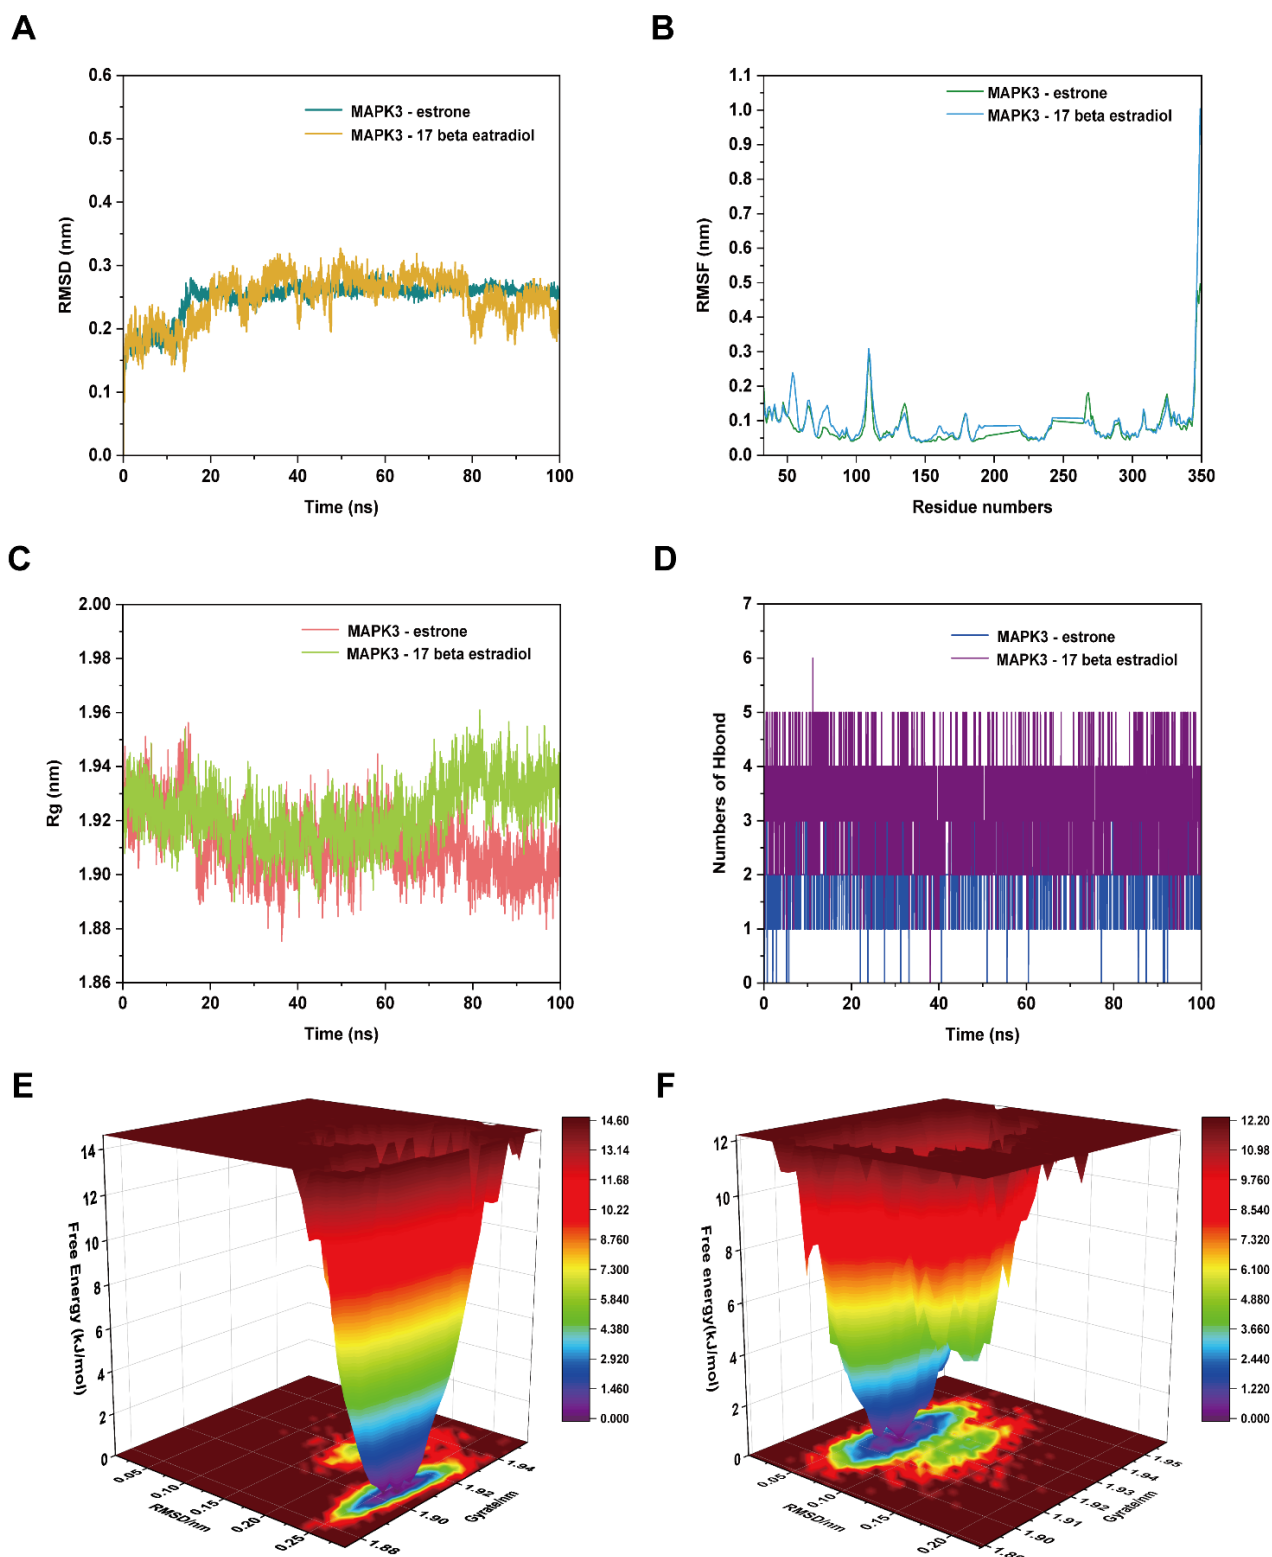 A
0.6
0.5
0.4
0.3
0.2
0.1
0.0
RMSD (nm)
MAPK3 - estrone
MAPK3 - 17 beta eatradiol
0 20 40 60 80 100
Time (ns)
B
1.1
1.0
0.9
0.8
0.7
0.6
0.5
0.4
0.3
0.2
0.1
0.0
RMSF (nm)
MAPK3 - estrone
MAPK3 - 17 beta estradiol
50 100 150 200 250 300 350
Residue numbers
C
2.00
1.98
1.96
1.94
1.92
1.90
1.88
1.86
Rg (nm)
MAPK3 - estrone
MAPK3 - 17 beta estradiol
0 20 40 60 80 100
Time (ns)
D
7
6
5
4
3
2
1
0
Numbers of Hbond
MAPK3 - estrone
MAPK3 - 17 beta estradiol
0 20 40 60 80 100
Time (ns)
E
14
12
10
8
6
4
2
0
Free Energy (kJ/mol)
0.05 0.10 0.15 0.20 0.25
RMSD/nm
1.88 1.90 1.92 1.94
Gyrate/nm
14.60
13.14
11.68
10.22
8.760
7.300
5.840
4.380
2.920
1.460
0.000
F
12
10
8
6
4
2
0
Free energy(kJ/mol)
0.05 0.10 0.15 0.20
RMSD/nm
1.90 1.91 1.92 1.93 1.94 1.95
Gyrate/nm
12.20
10.98
9.760
8.540
7.320
6.100
4.880
3.660
2.440
1.220
0.000